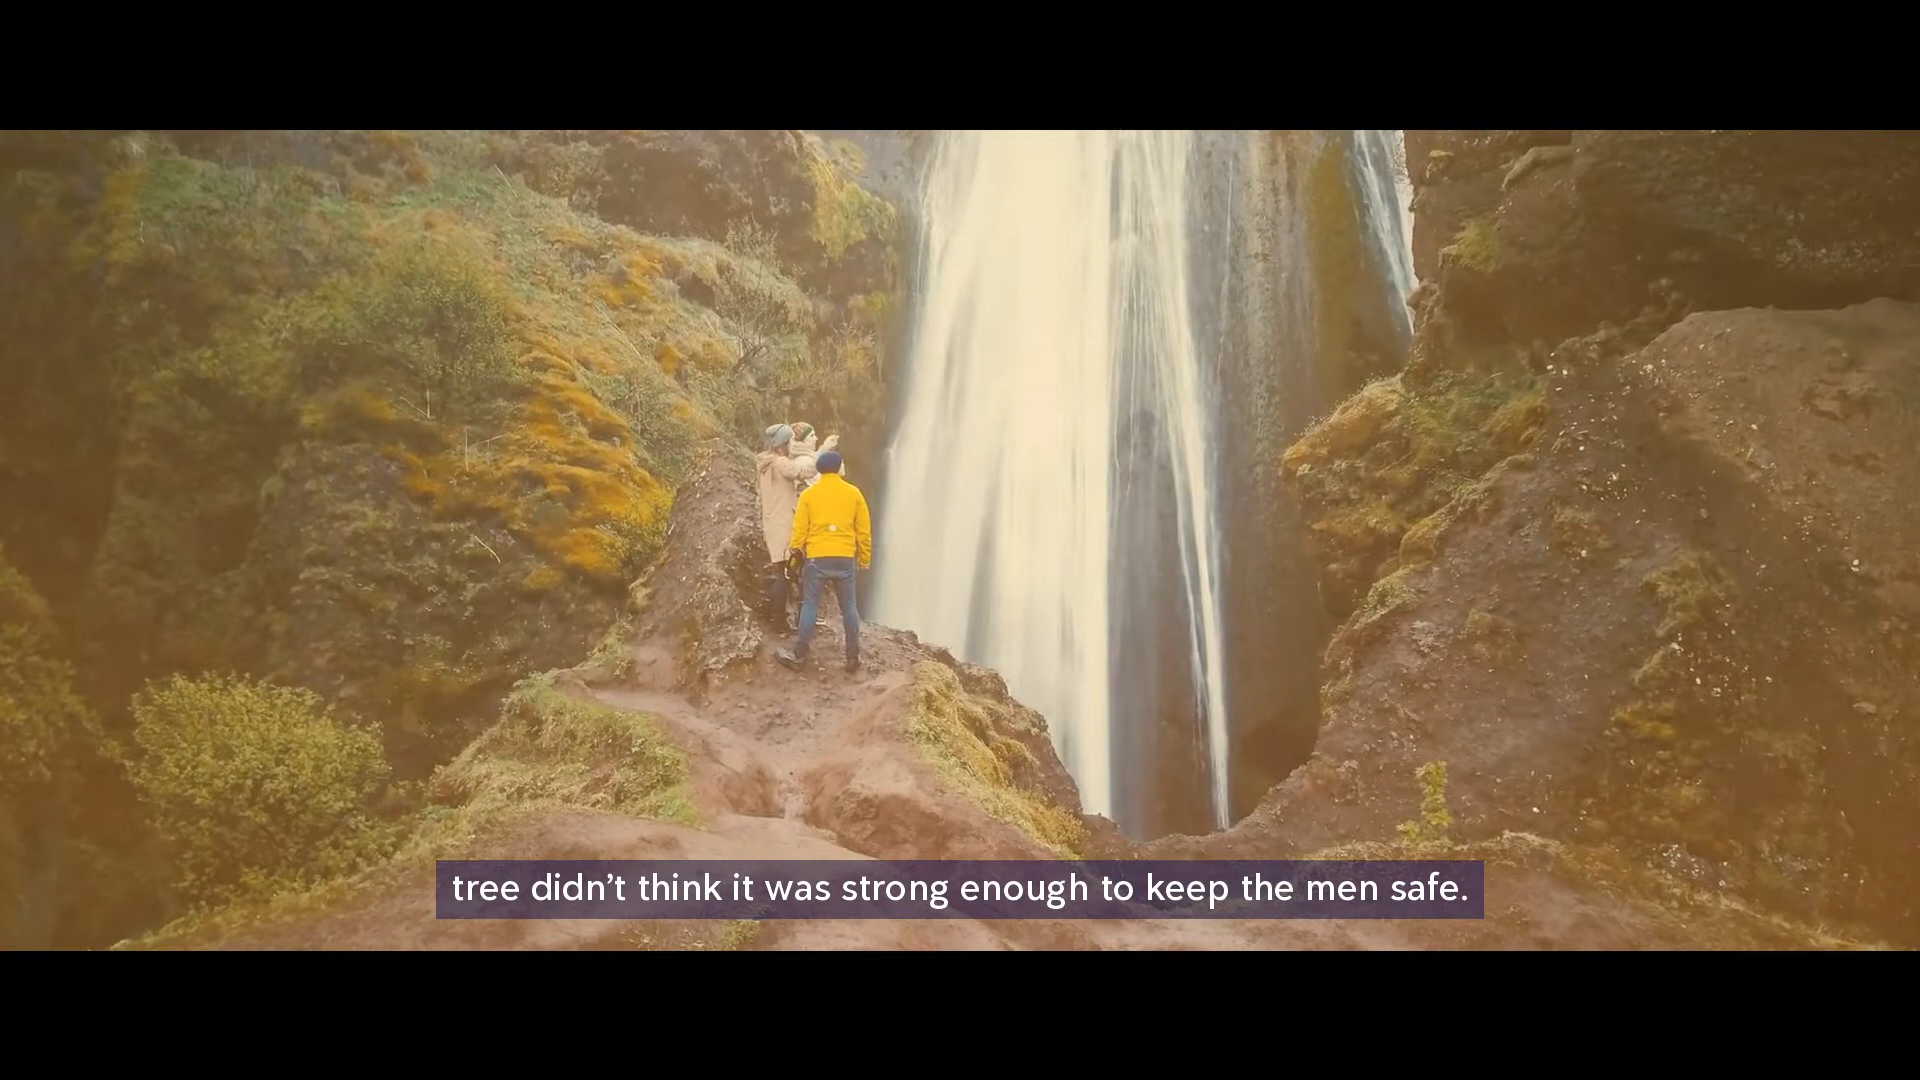 tree didn’t think it was strong enough to keep the men safe.